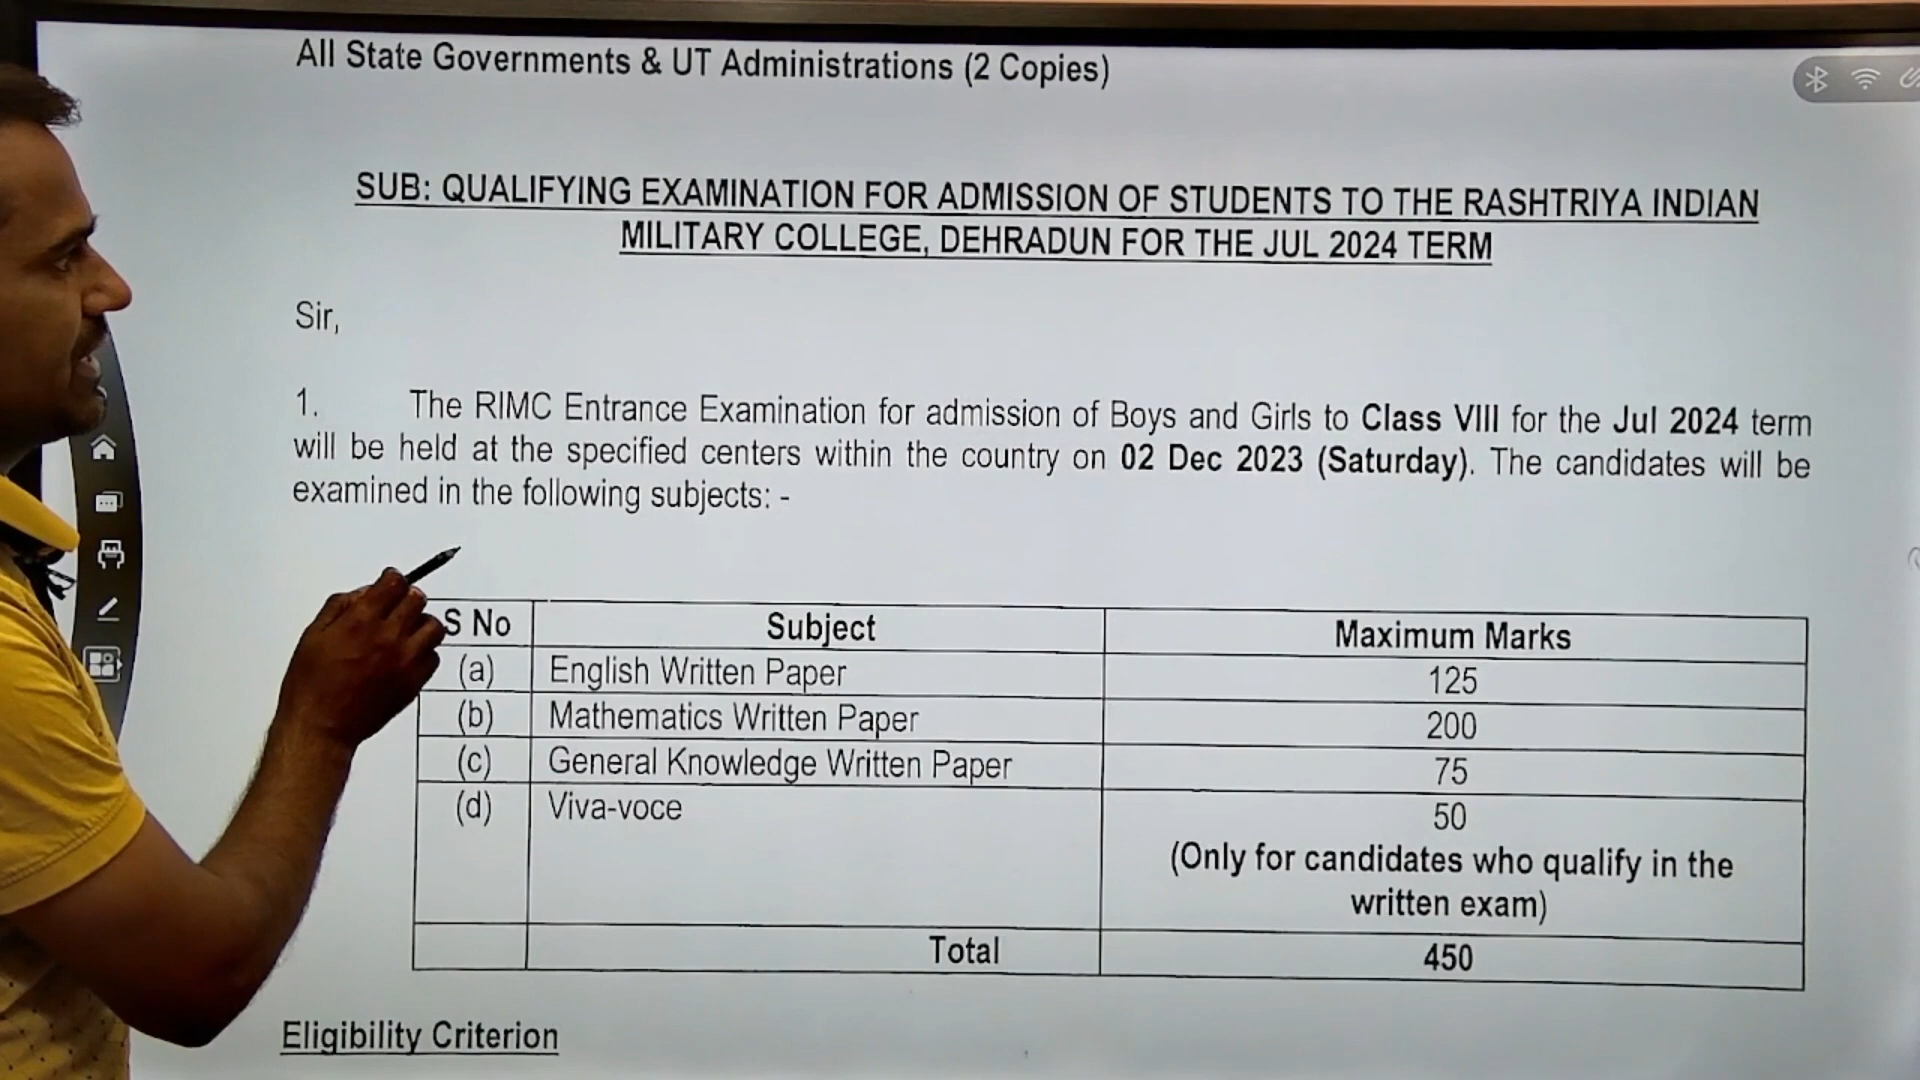 All State Governments & UT Administrations (2 Copies)
SUB: QUALIFYING EXAMINATION FOR ADMISSION OF STUDENTS TO THE RASHTRIYA INDIAN
MILITARY COLLEGE, DEHRADUN FOR THE JUL 2024 TERM
Sir,
1. The RIMC Entrance Examination for admission of Boys and Girls to Class VIII for the Jul 2024 term
will be held at the specified centers within the country on 02 Dec 2023 (Saturday). The candidates will be
examined in the following subjects: -
S No Subject Maximum Marks
(a) English Written Paper 125
(b) Mathematics Written Paper 200
(c) General Knowledge Written Paper 75
(d) Viva-voce 50
(Only for candidates who qualify in the
written exam)
Total 450
Eligibility Criterion